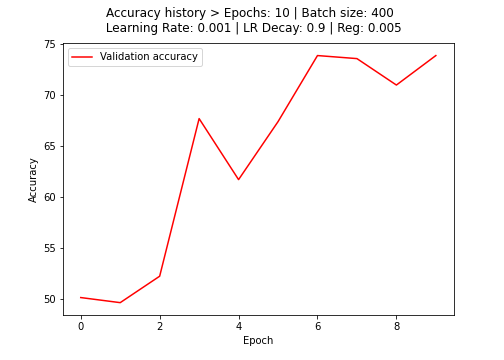 Accuracy history > Epochs: 10 | Batch size: 400
Learning Rate: 0.001 | LR Decay: 0.9 | Reg: 0.005
Validation accuracy
75
70
65
60
55
50
Accuracy
0 2 4 6 8
Epoch